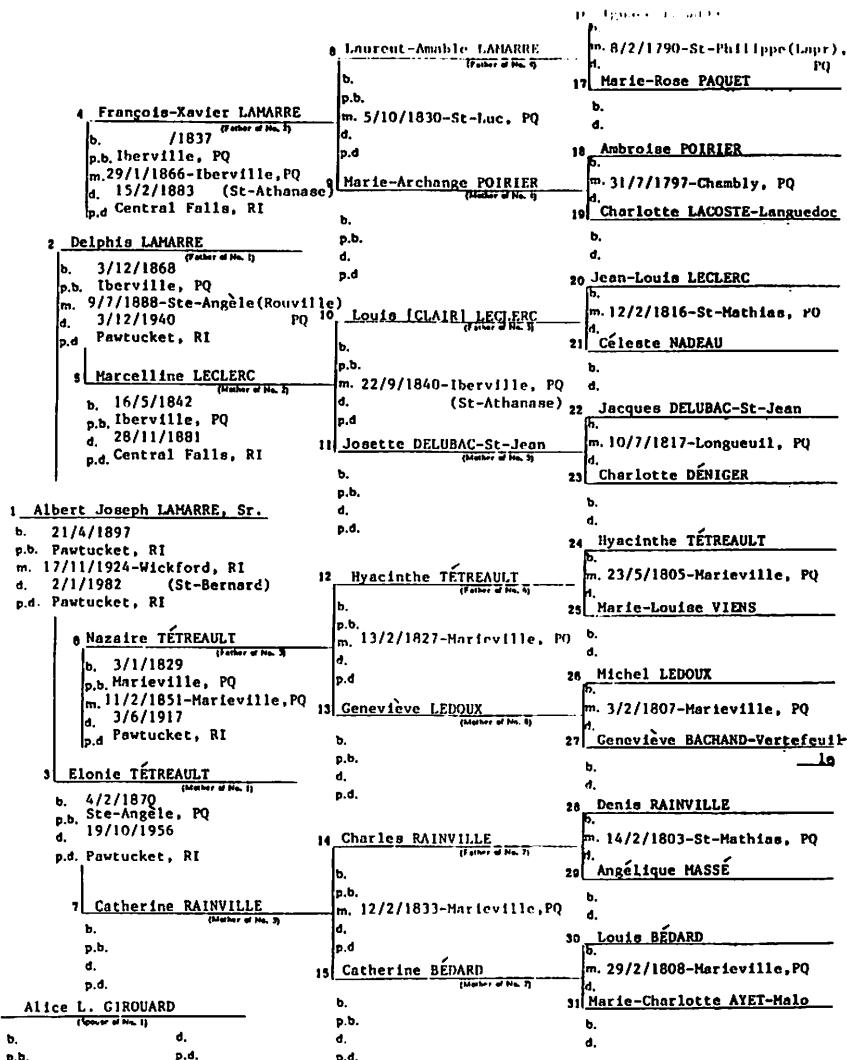 8 Laurent-Amable LAMARRE
(Father of No. 4)
b.
p.b.
m. 5/10/1830-St-Luc, PQ
d.
p.d
b.
m. 8/2/1790-St-Philippe(Lapr),
d. PQ
17 Marie-Rose PAQUET
b.
d.
4 François-Xavier LAMARRE
(Father of No. 2)
b. /1837
p.b. Iberville, PQ
m. 29/1/1866-Iberville, PQ
d. 15/2/1883 (St-Athanase)
p.d Central Falls, RI
9 Marie-Archange POIRIER
(Mother of No. 4)
b.
p.b.
d.
p.d
18 Ambroise POIRIER
b.
m. 31/7/1797-Chambly, PQ
d.
19 Charlotte LACOSTE-Languedoc
b.
d.
2 Delphis LAMARRE
(Father of No. 1)
b. 3/12/1868
p.b. Iberville, PQ
m. 9/7/1888-Ste-Angèle(Rouville)
d. 3/12/1940 PQ
p.d Pawtucket, RI
10 Louis [CLAIR] LECLERC
(Father of No. 5)
b.
p.b.
m. 22/9/1840-Iberville, PQ
d. (St-Athanase)
p.d
20 Jean-Louis LECLERC
b.
m. 12/2/1816-St-Mathias, PQ
d.
21 Céleste NADEAU
b.
d.
5 Marcelline LECLERC
(Mother of No. 2)
b. 16/5/1842
p.b. Iberville, PQ
d. 28/11/1881
p.d. Central Falls, RI
11 Josette DELUBAC-St-Jean
(Mother of No. 5)
b.
p.b.
d.
p.d.
22 Jacques DELUBAC-St-Jean
b.
m. 10/7/1817-Longueuil, PQ
d.
23 Charlotte DÉNIGER
b.
d.
1 Albert Joseph LAMARRE, Sr.
b. 21/4/1897
p.b. Pawtucket, RI
m. 17/11/1924-Wickford, RI
d. 2/1/1982 (St-Bernard)
p.d. Pawtucket, RI
12 Hyacinthe TÉTREAULT
(Father of No. 6)
b.
p.b.
m. 13/2/1827-Marieville, PQ
d.
p.d
24 Hyacinthe TÉTREAULT
b.
m. 23/5/1805-Marieville, PQ
d.
25 Marie-Louise VIENS
b.
d.
6 Nazaire TÉTREAULT
(Father of No. 3)
b. 3/1/1829
p.b. Marieville, PQ
m. 11/2/1851-Marieville,PQ
d. 3/6/1917
p.d Pawtucket, RI
13 Geneviève LEDOUX
(Mother of No. 6)
b.
p.b.
d.
p.d.
26 Michel LEDOUX
b.
m. 3/2/1807-Marieville, PQ
d.
27 Geneviève BACHAND-Vertefeuil-
le
b.
d.
3 Elonie TÉTREAULT
(Mother of No. 1)
b. 4/2/1870
p.b. Ste-Angèle, PQ
d. 19/10/1956
p.d. Pawtucket, RI
14 Charles RAINVILLE
(Father of No. 7)
b.
p.b.
m. 12/2/1833-Marieville,PQ
d.
p.d
28 Denis RAINVILLE
b.
m. 14/2/1803-St-Mathias, PQ
d.
29 Angélique MASSÉ
b.
d.
7 Catherine RAINVILLE
(Mother of No. 3)
b.
p.b.
d.
p.d.
15 Catherine BÉDARD
(Mother of No. 7)
b.
p.b.
d.
p.d.
30 Louis BÉDARD
b.
m. 29/2/1808-Marieville,PQ
d.
31 Marie-Charlotte AYET-Malo
b.
d.
Alice L. GIROUARD
(Spouse of No. 1)
b. d.
p.b. p.d.